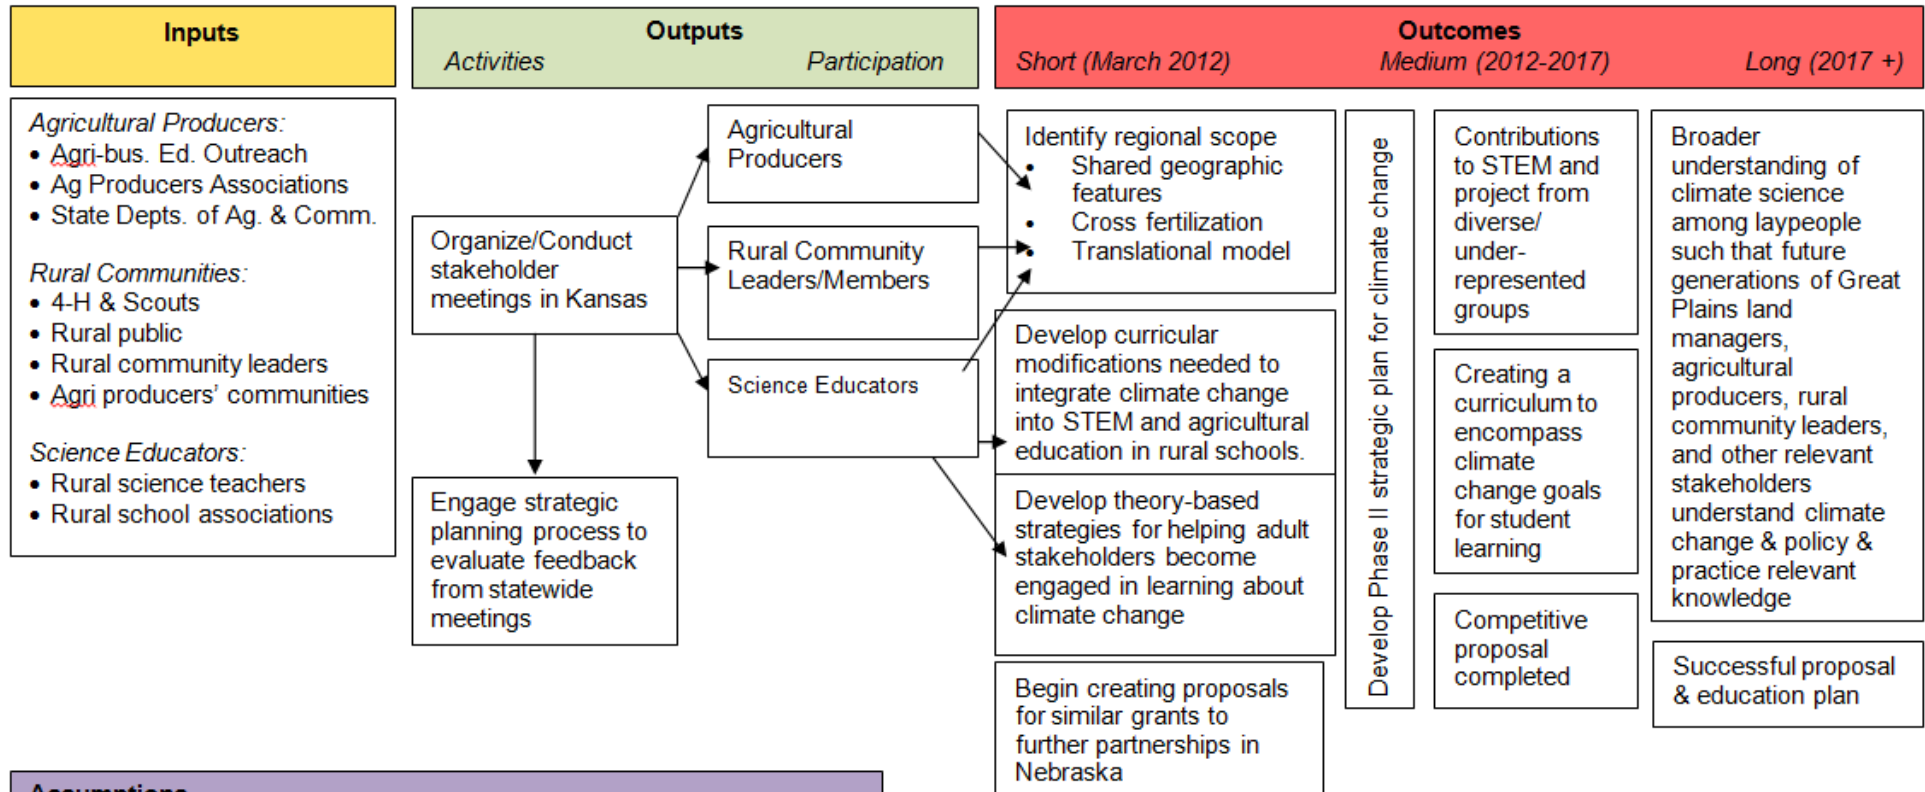 Inputs
Outputs
Activities Participation
Outcomes
Short (March 2012) Medium (2012-2017) Long (2017 +)
Agricultural Producers:
• Agri-bus. Ed. Outreach
• Ag Producers Associations
• State Depts. of Ag. & Comm.
Rural Communities:
• 4-H & Scouts
• Rural public
• Rural community leaders
• Agri producers’ communities
Science Educators:
• Rural science teachers
• Rural school associations
Organize/Conduct
stakeholder
meetings in Kansas
Engage strategic
planning process to
evaluate feedback
from statewide
meetings
Agricultural
Producers
Rural Community
Leaders/Members
Science Educators
Identify regional scope
• Shared geographic
features
• Cross fertilization
• Translational model
Develop curricular
modifications needed to
integrate climate change
into STEM and agricultural
education in rural schools.
Develop theory-based
strategies for helping adult
stakeholders become
engaged in learning about
climate change
Begin creating proposals
for similar grants to
further partnerships in
Nebraska
Develop Phase II strategic plan for climate change
Contributions
to STEM and
project from
diverse/
under-
represented
groups
Creating a
curriculum to
encompass
climate
change goals
for student
learning
Competitive
proposal
completed
Broader
understanding of
climate science
among laypeople
such that future
generations of Great
Plains land
managers,
agricultural
producers, rural
community leaders,
and other relevant
stakeholders
understand climate
change & policy &
practice relevant
knowledge
Successful proposal
& education plan
Assumptions